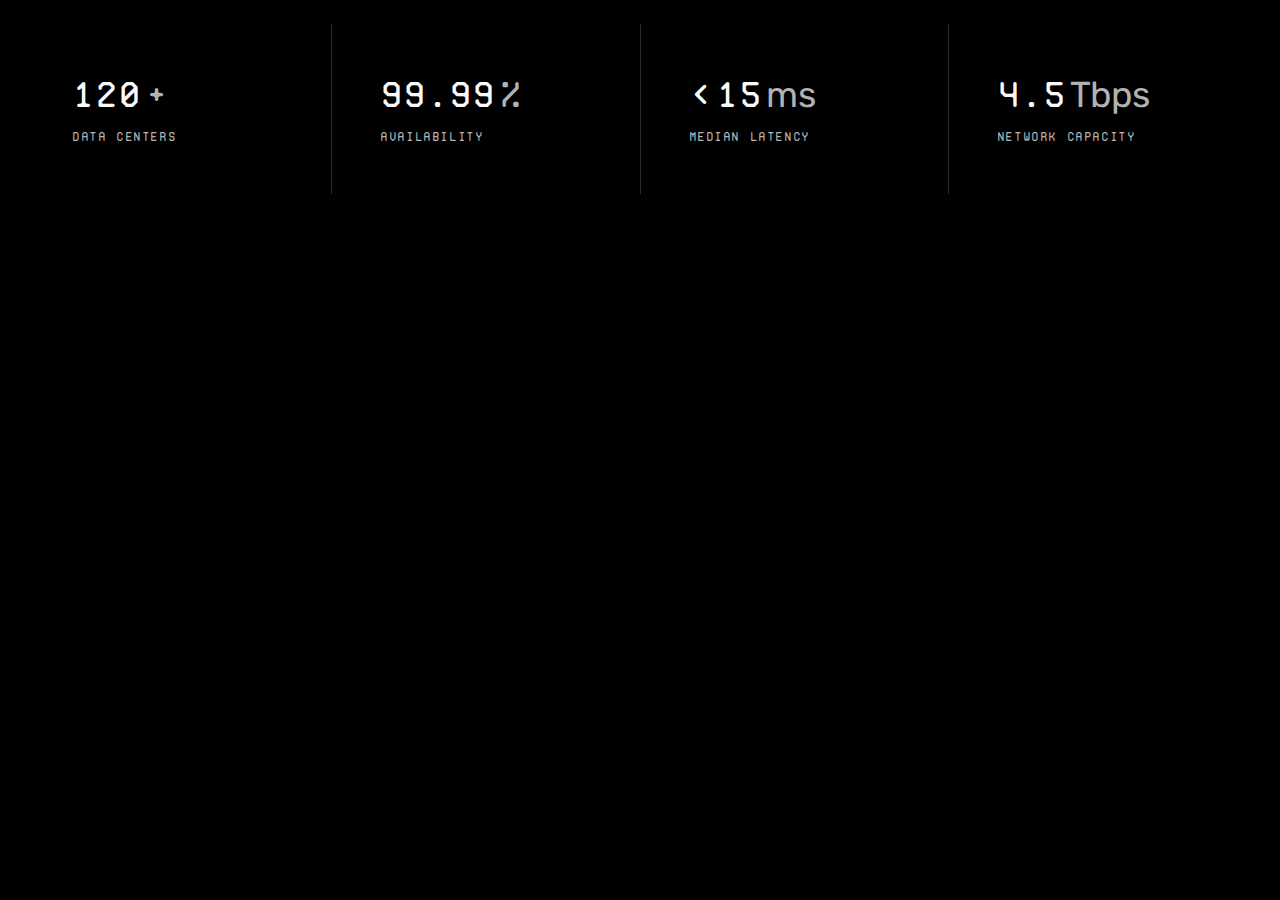 120+
DATA CENTERS
99.99%
AVAILABILITY
<15ms
MEDIAN LATENCY
4.5Tbps
NETWORK CAPACITY